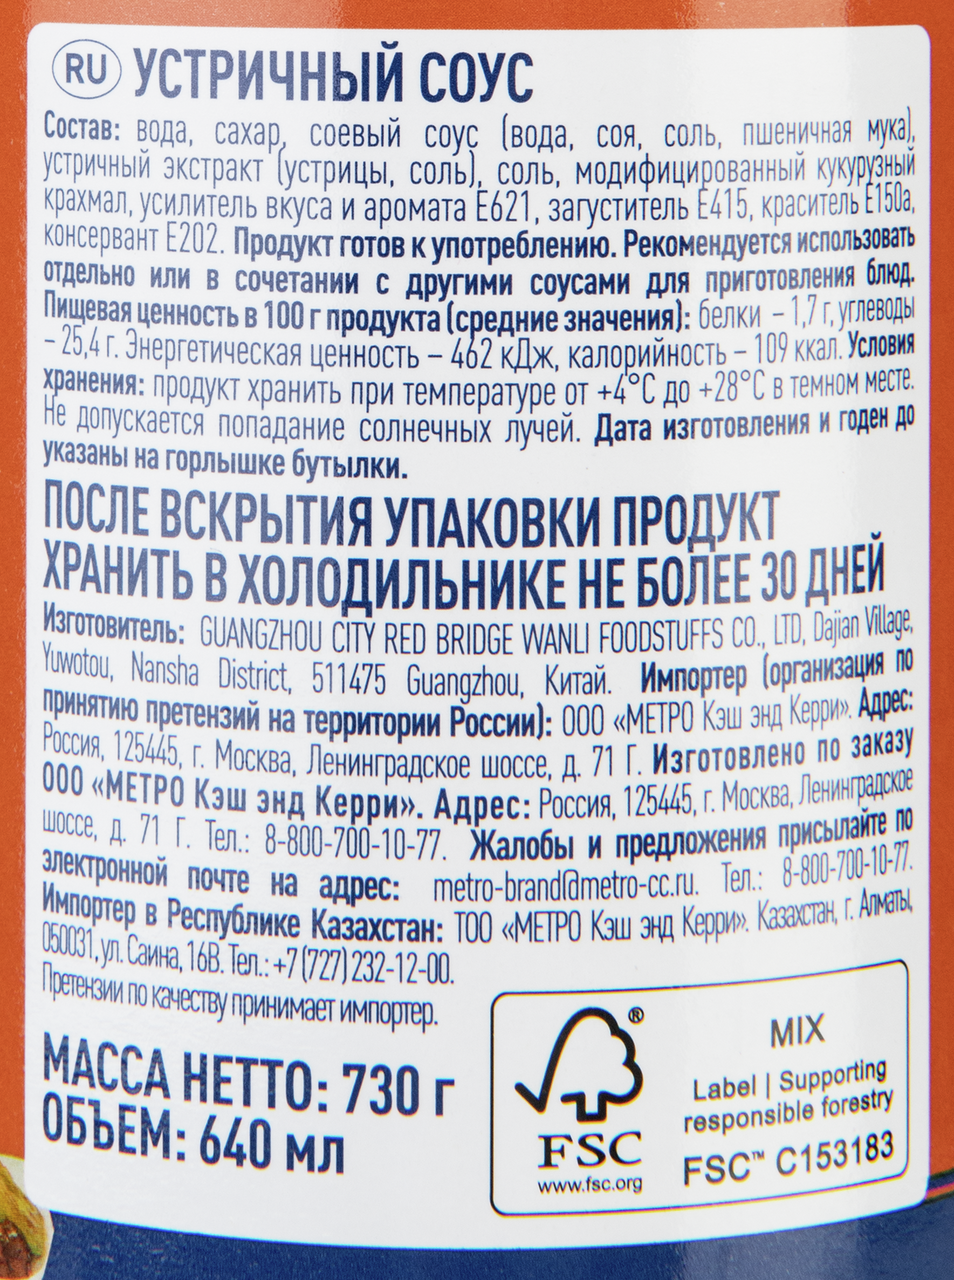 RU УСТРИЧНЫЙ СОУС
Состав: вода, сахар, соевый соус (вода, соя, соль, пшеничная мука),
устричный экстракт (устрицы, соль), соль, модифицированный кукурузный
крахмал, усилитель вкуса и аромата Е621, загуститель Е415, краситель Е150а,
консервант Е202. Продукт готов к употреблению. Рекомендуется использовать
отдельно или в сочетании с другими соусами для приготовления блюд.
Пищевая ценность в 100 г продукта (средние значения): белки – 1,7 г, углеводы
– 25,4 г. Энергетическая ценность – 462 кДж, калорийность – 109 ккал. Условия
хранения: продукт хранить при температуре от +4°С до +28°С в темном месте.
Не допускается попадание солнечных лучей. Дата изготовления и годен до
указаны на горлышке бутылки.
ПОСЛЕ ВСКРЫТИЯ УПАКОВКИ ПРОДУКТ
ХРАНИТЬ В ХОЛОДИЛЬНИКЕ НЕ БОЛЕЕ 30 ДНЕЙ
Изготовитель: GUANGZHOU CITY RED BRIDGE WANLI FOODSTUFFS CO., LTD, Dajian Village,
Yuwotou, Nansha District, 511475 Guangzhou, Китай. Импортер (организация по
принятию претензий на территории России): ООО «МЕТРО Кэш энд Керри». Адрес:
Россия, 125445, г. Москва, Ленинградское шоссе, д. 71 Г. Изготовлено по заказу
ООО «МЕТРО Кэш энд Керри». Адрес: Россия, 125445, г. Москва, Ленинградское
шоссе, д. 71 Г. Тел.: 8-800-700-10-77. Жалобы и предложения присылайте по
электронной почте на адрес: metro-brand@metro-cc.ru. Тел.: 8-800-700-10-77.
Импортер в Республике Казахстан: ТОО «МЕТРО Кэш энд Керри». Казахстан, г. Алматы,
050031, ул. Саина, 16В. Тел.: +7 (727) 232-12-00.
Претензии по качеству принимает импортер.
МАССА НЕТТО: 730 г
ОБЪЕМ: 640 мл
®
FSC
www.fsc.org
MIX
Label | Supporting
responsible forestry
FSC™ C153183